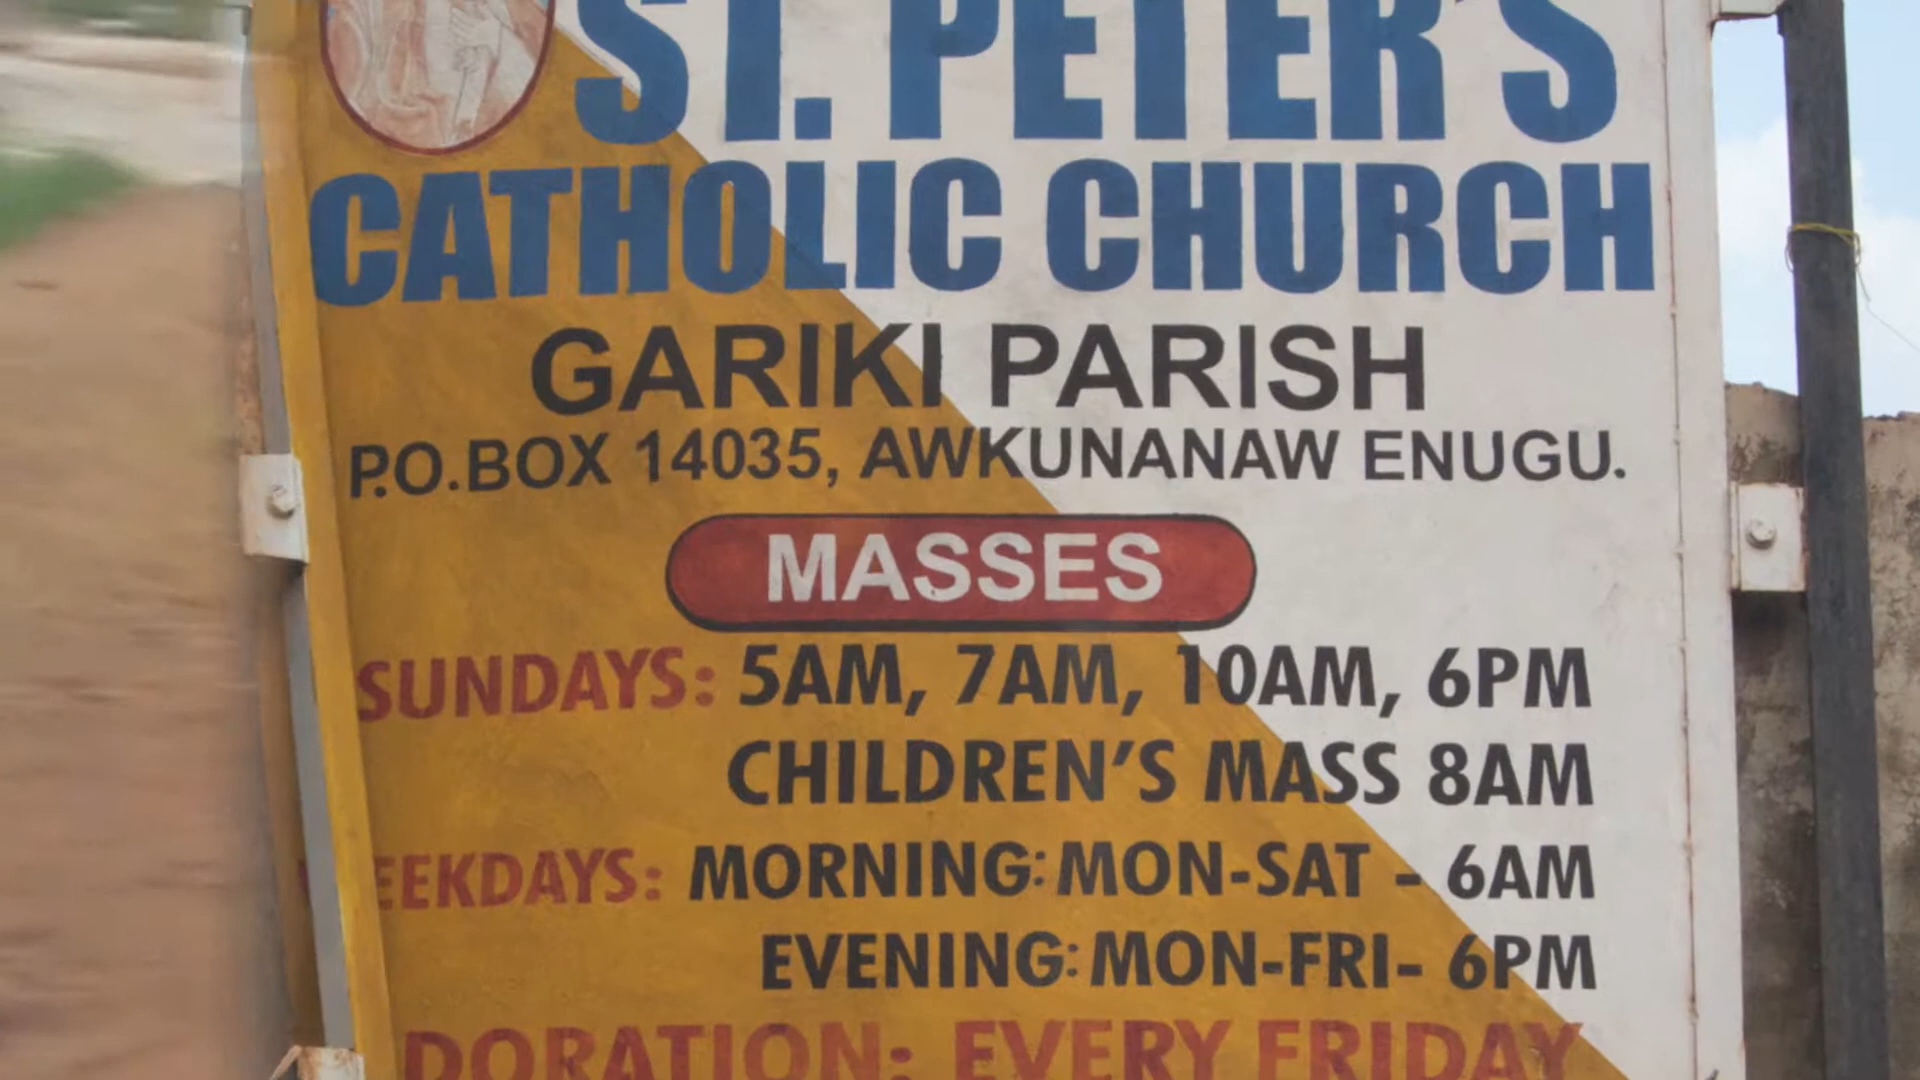 ST. PETER'S
CATHOLIC CHURCH
GARIKI PARISH
P.O.BOX 14035, AWKUNANAW ENUGU.
MASSES
SUNDAYS: 5AM, 7AM, 10AM, 6PM
CHILDREN'S MASS 8AM
EEKDAYS: MORNING: MON-SAT - 6AM
EVENING: MON-FRI- 6PM
DORATION: EVERY FRIDAY